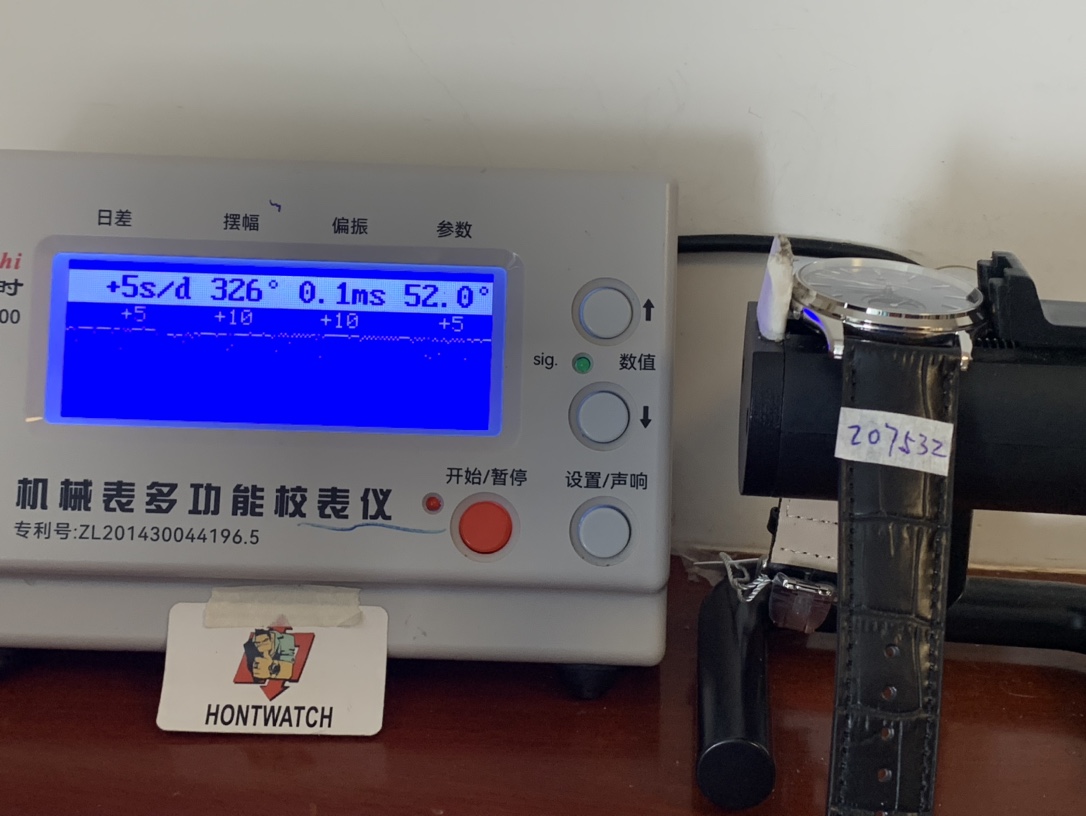 日差 摆幅 偏振 参数
hi
时
00
+5s/d 326° 0.1ms 52.0°
+5 +10 +10 +5
sig. 数值
开始/暂停 设置/声响
机械表多功能校表仪
专利号:ZL201430044196.5
HONTWATCH
207532